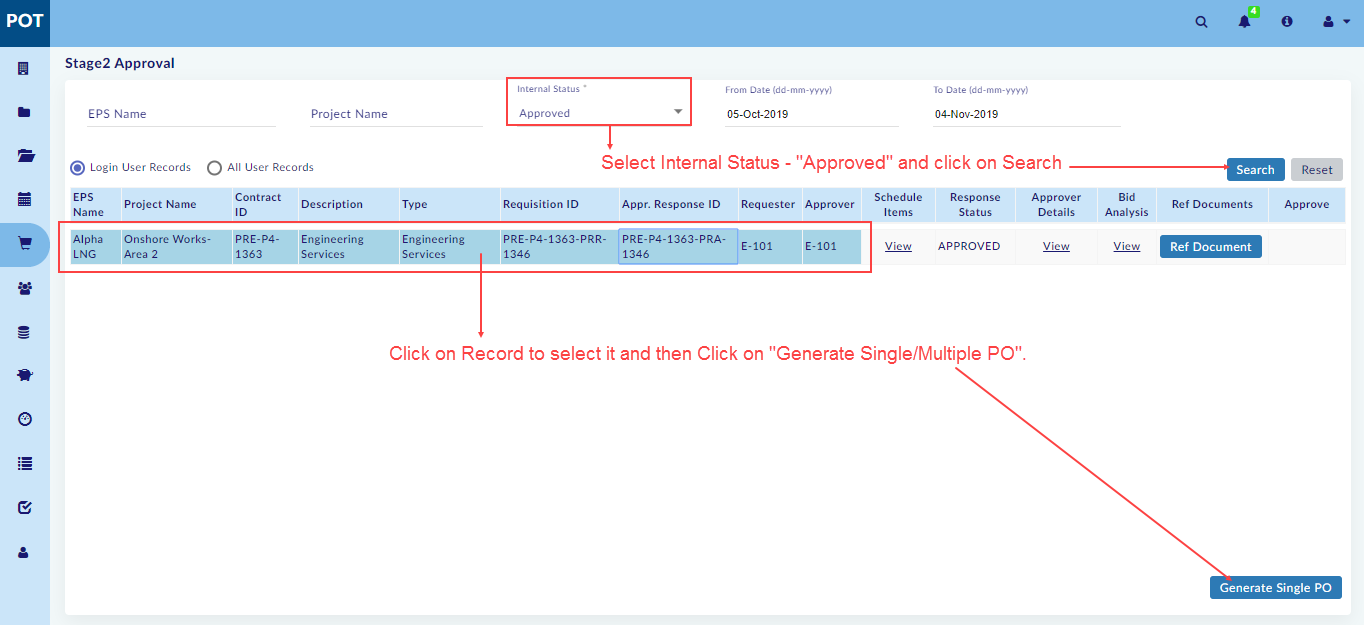 POT
4
Stage2 Approval
Internal Status *
From Date (dd-mm-yyyy)
To Date (dd-mm-yyyy)
EPS Name
Project Name
Approved
05-Oct-2019
04-Nov-2019
Select Internal Status - "Approved" and click on Search
Login User Records
All User Records
Search
Reset
EPS
Name
Project Name
Contract
ID
Description
Type
Requisition ID
Appr. Response ID
Requester
Approver
Schedule
Items
Response
Status
Approver
Details
Bid
Analysis
Ref Documents
Approve
Alpha
LNG
Onshore Works-
Area 2
PRE-P4-
1363
Engineering
Services
Engineering
Services
PRE-P4-1363-PRR-
1346
PRE-P4-1363-PRA-
1346
E-101
E-101
View
APPROVED
View
View
Ref Document
Click on Record to select it and then Click on "Generate Single/Multiple PO".
Generate Single PO